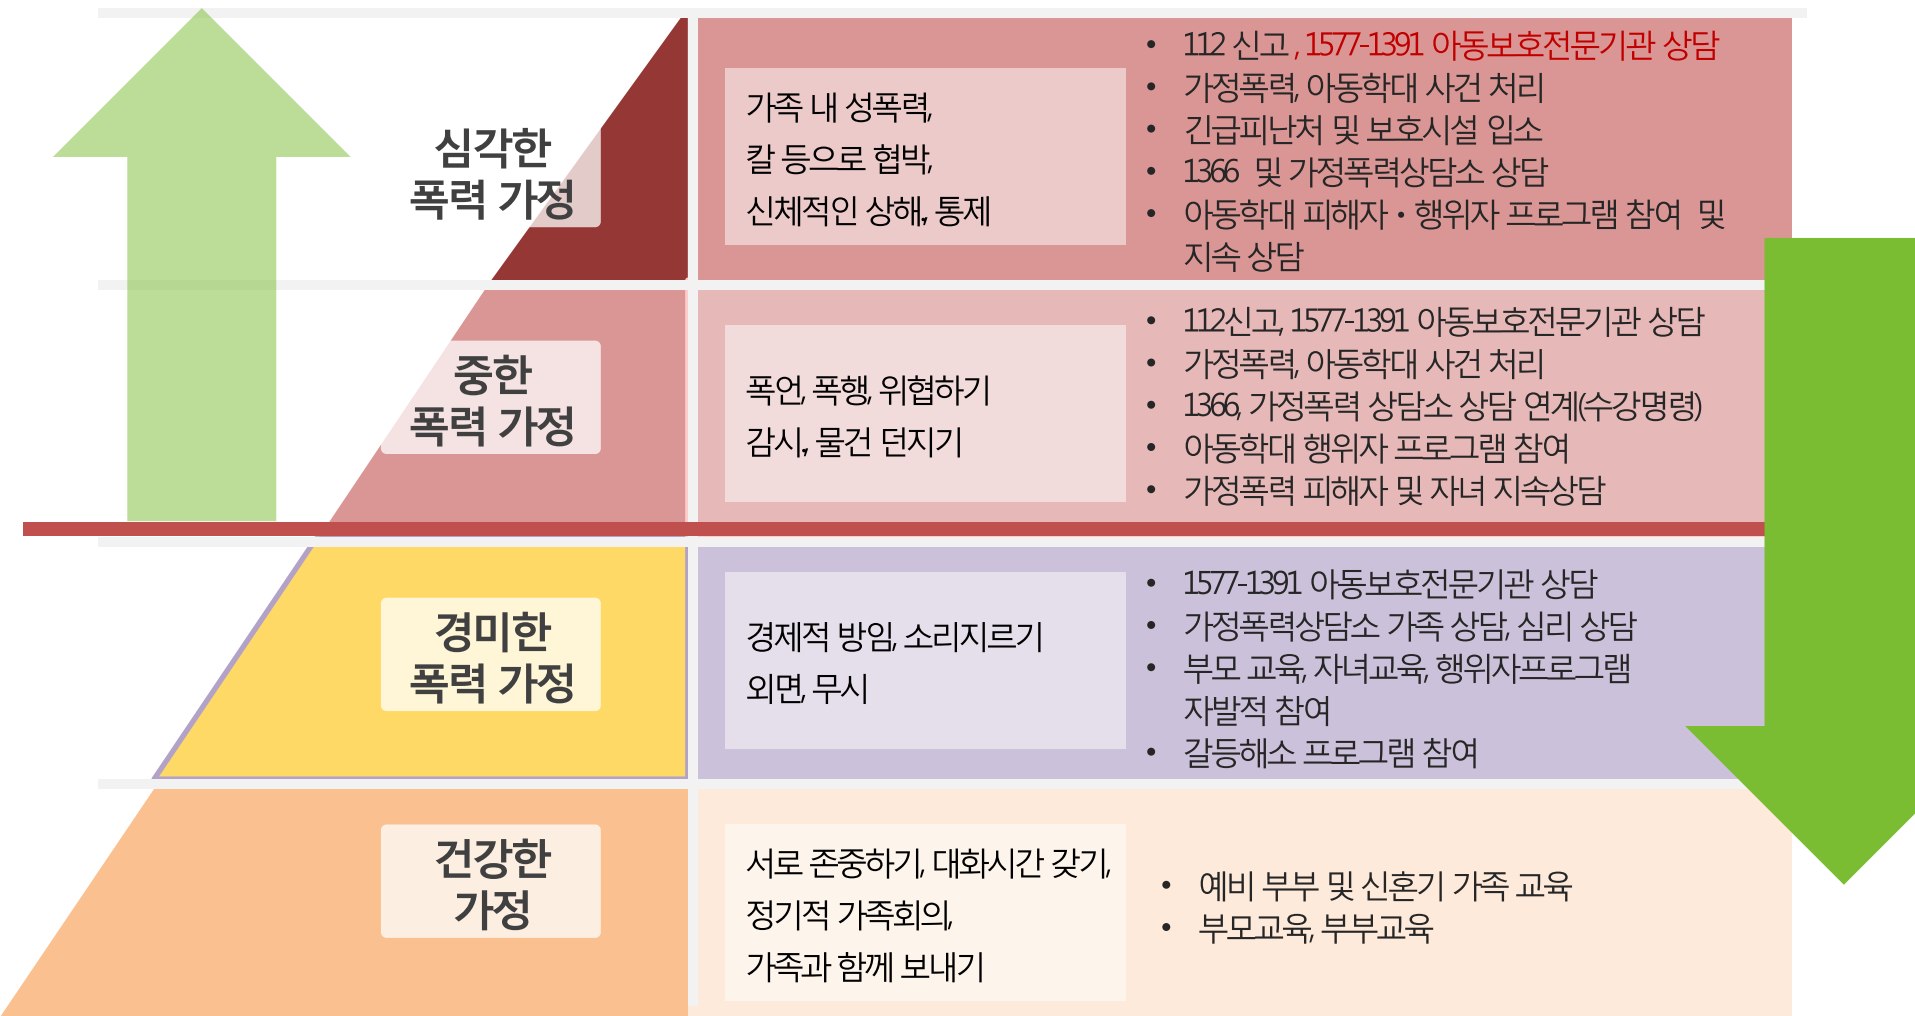 심각한
폭력 가정
가족 내 성폭력,
칼 등으로 협박,
신체적인 상해, 통제
• 112 신고 , 1577-1391 아동보호전문기관 상담
• 가정폭력, 아동학대 사건 처리
• 긴급피난처 및 보호시설 입소
• 1366 및 가정폭력상담소 상담
• 아동학대 피해자・행위자 프로그램 참여 및
지속 상담
중한
폭력 가정
폭언, 폭행, 위협하기
감시, 물건 던지기
• 112신고, 1577-1391 아동보호전문기관 상담
• 가정폭력, 아동학대 사건 처리
• 1366, 가정폭력 상담소 상담 연계(수강명령)
• 아동학대 행위자 프로그램 참여
• 가정폭력 피해자 및 자녀 지속상담
경미한
폭력 가정
경제적 방임, 소리지르기
외면, 무시
• 1577-1391 아동보호전문기관 상담
• 가정폭력상담소 가족 상담, 심리 상담
• 부모 교육, 자녀교육, 행위자프로그램
자발적 참여
• 갈등해소 프로그램 참여
건강한
가정
서로 존중하기, 대화시간 갖기,
정기적 가족회의,
가족과 함께 보내기
• 예비 부부 및 신혼기 가족 교육
• 부모교육, 부부교육